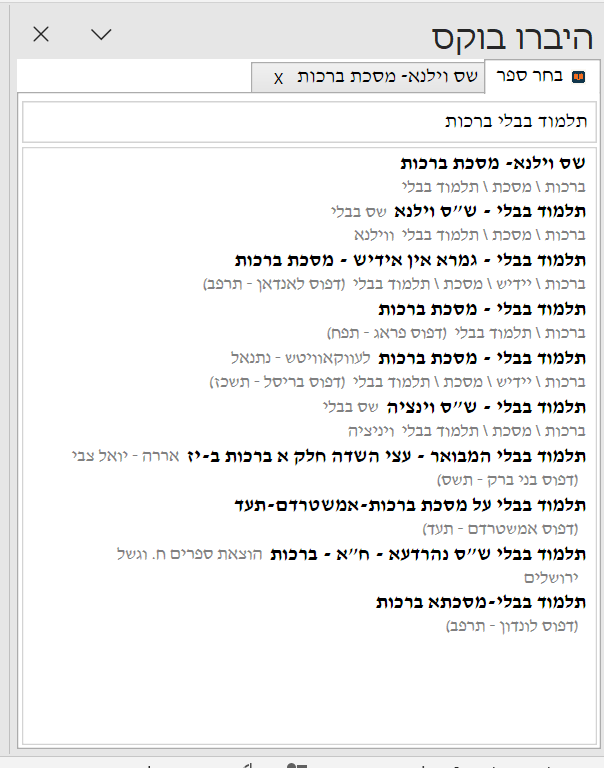 היברו בוקס
בחר ספר
שס וילנא- מסכת ברכות x
תלמוד בבלי ברכות
שס וילנא- מסכת ברכות
ברכות \ מסכת \ תלמוד בבלי
תלמוד בבלי - ש"ס וילנא שס בבלי
ברכות \ מסכת \ תלמוד בבלי ווילנא
תלמוד בבלי - גמרא אין אידיש - מסכת ברכות
ברכות \ יידיש \ מסכת \ תלמוד בבלי (דפוס לאנדאן - תרפב)
תלמוד בבלי - מסכת ברכות
ברכות \ תלמוד בבלי (דפוס פראג - תפח)
תלמוד בבלי - מסכת ברכות לעווקאוויטש - נתנאל
ברכות \ יידיש \ מסכת \ תלמוד בבלי (דפוס בריסל - תשכז)
תלמוד בבלי - ש"ס וינציה שס בבלי
ברכות \ מסכת \ תלמוד בבלי ויניציה
תלמוד בבלי המבואר - עצי השדה חלק א ברכות ב-יז אררה - יואל צבי
(דפוס בני ברק - תשס)
תלמוד בבלי על מסכת ברכות-אמשטרדם-תעד
(דפוס אמשטרדם - תעד)
תלמוד בבלי ש"ס נהרדעא - ח"א - ברכות הוצאת ספרים ח. וגשל
ירושלים
תלמוד בבלי-מסכתא ברכות
(דפוס לונדון - תרפב)